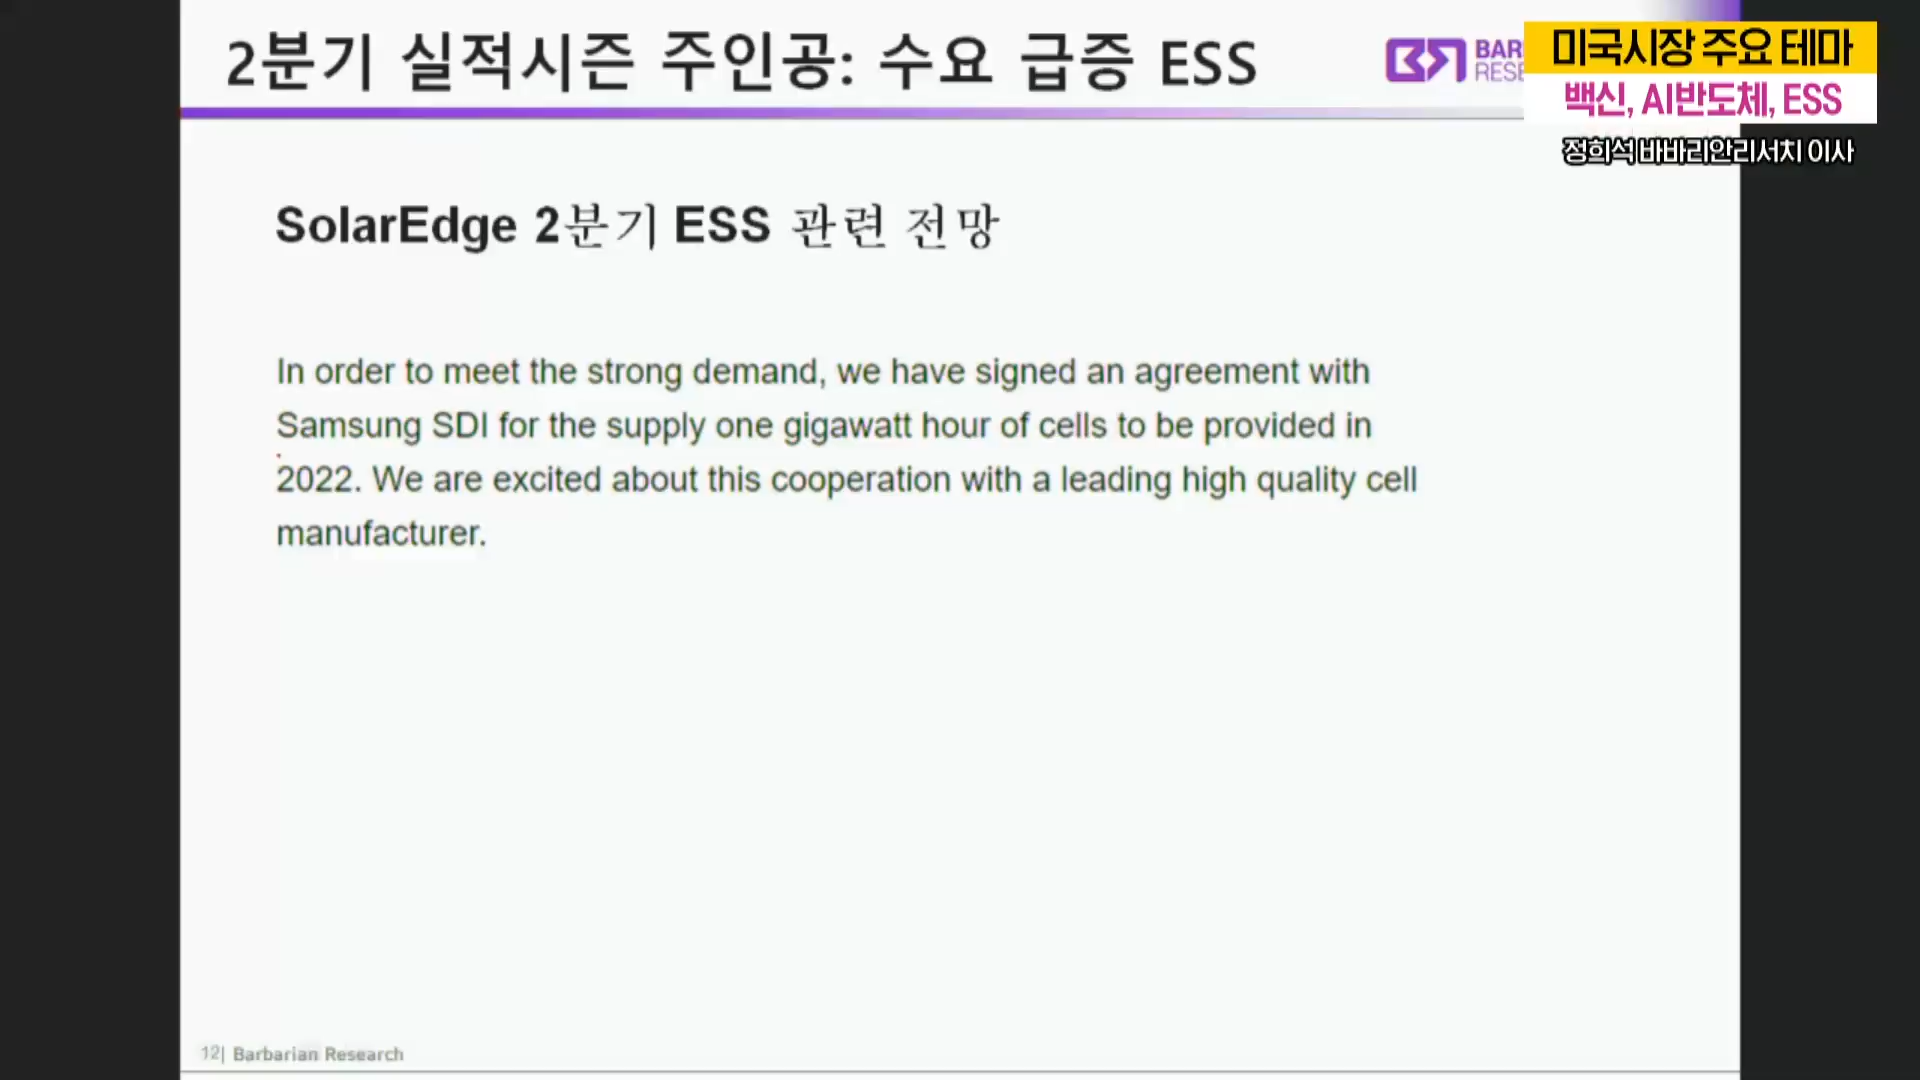 2분기 실적시즌 주인공: 수요 급증 ESS
미국시장 주요 테마
백신, AI반도체, ESS
정희석 바바리안리서치 이사
SolarEdge 2분기 ESS 관련 전망
In order to meet the strong demand, we have signed an agreement with
Samsung SDI for the supply one gigawatt hour of cells to be provided in
2022. We are excited about this cooperation with a leading high quality cell
manufacturer.
12| Barbarian Research